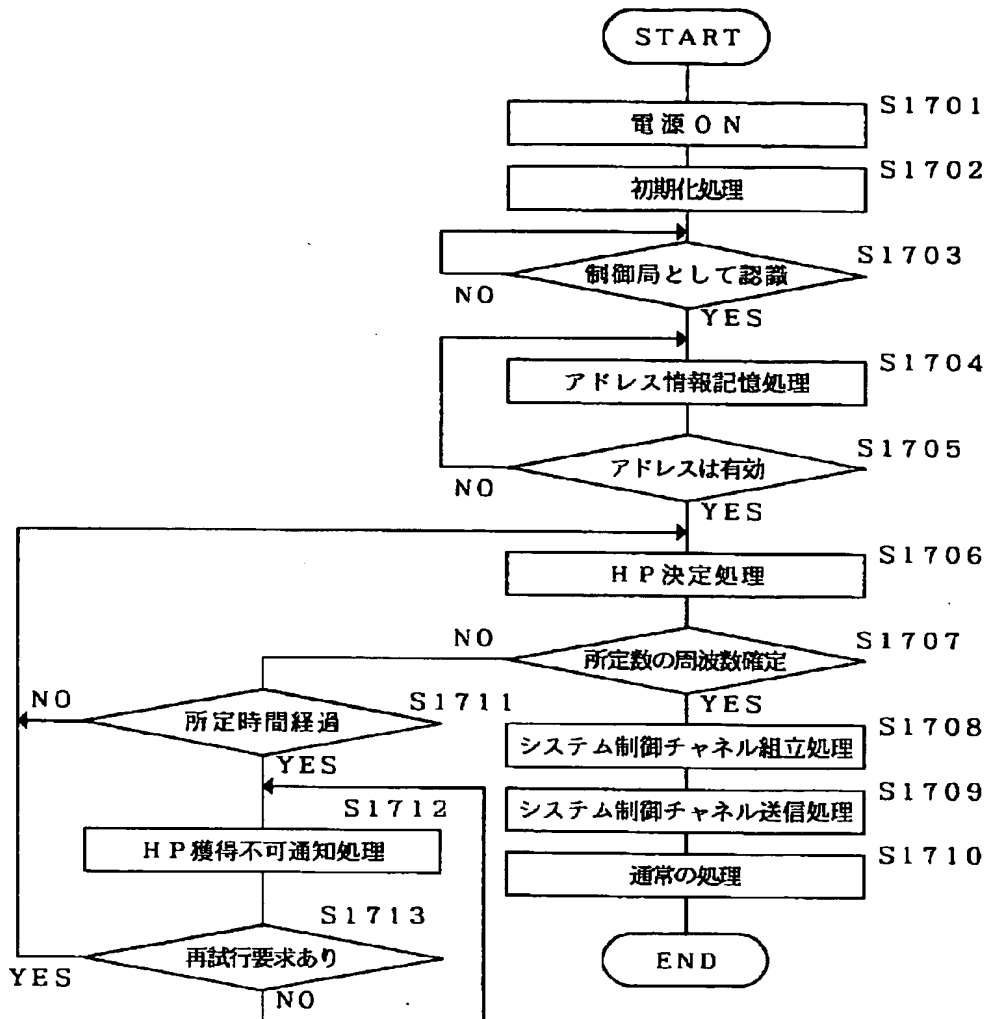 START
S1701
電源ON
S1702
初期化処理
S1703
制御局として認識
NO
YES
S1704
アドレス情報記憶処理
S1705
アドレスは有効
NO
YES
S1706
HP決定処理
S1707
所定数の周波数確定
NO
YES
S1711
所定時間経過
NO
YES
S1708
システム制御チャネル組立処理
S1709
システム制御チャネル送信処理
S1712
HP獲得不可通知処理
S1710
通常の処理
S1713
再試行要求あり
YES
NO
END